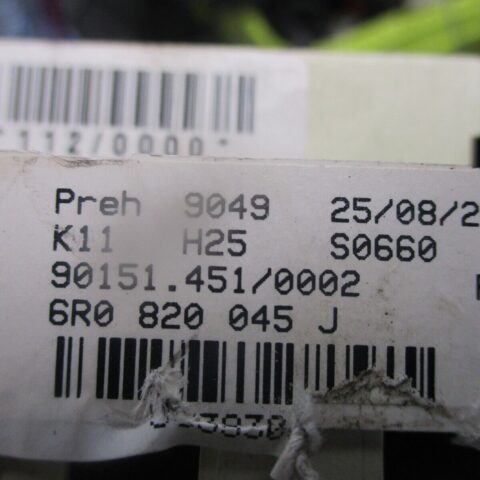 112/0000"
Preh 9049 25/08/2
K11 H25 S0660
90151.451/0002
6R0 820 045 J